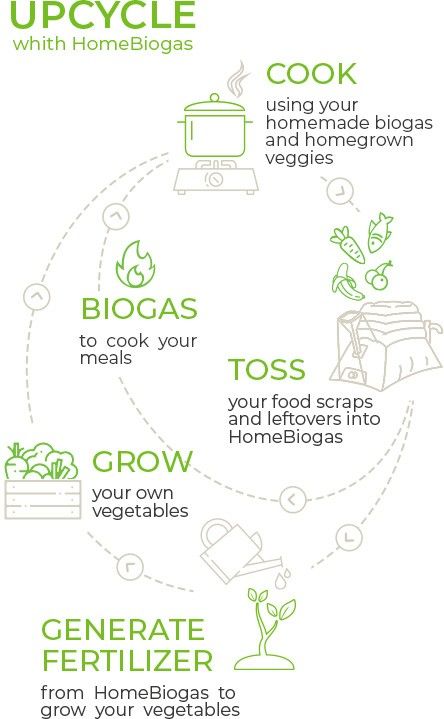 UPCYCLE
whith HomeBiogas
COOK
using your
homemade biogas
and homegrown
veggies
BIOGAS
to cook your
meals
TOSS
your food scraps
and leftovers into
HomeBiogas
GROW
your own
vegetables
GENERATE
FERTILIZER
from HomeBiogas to
grow your vegetables